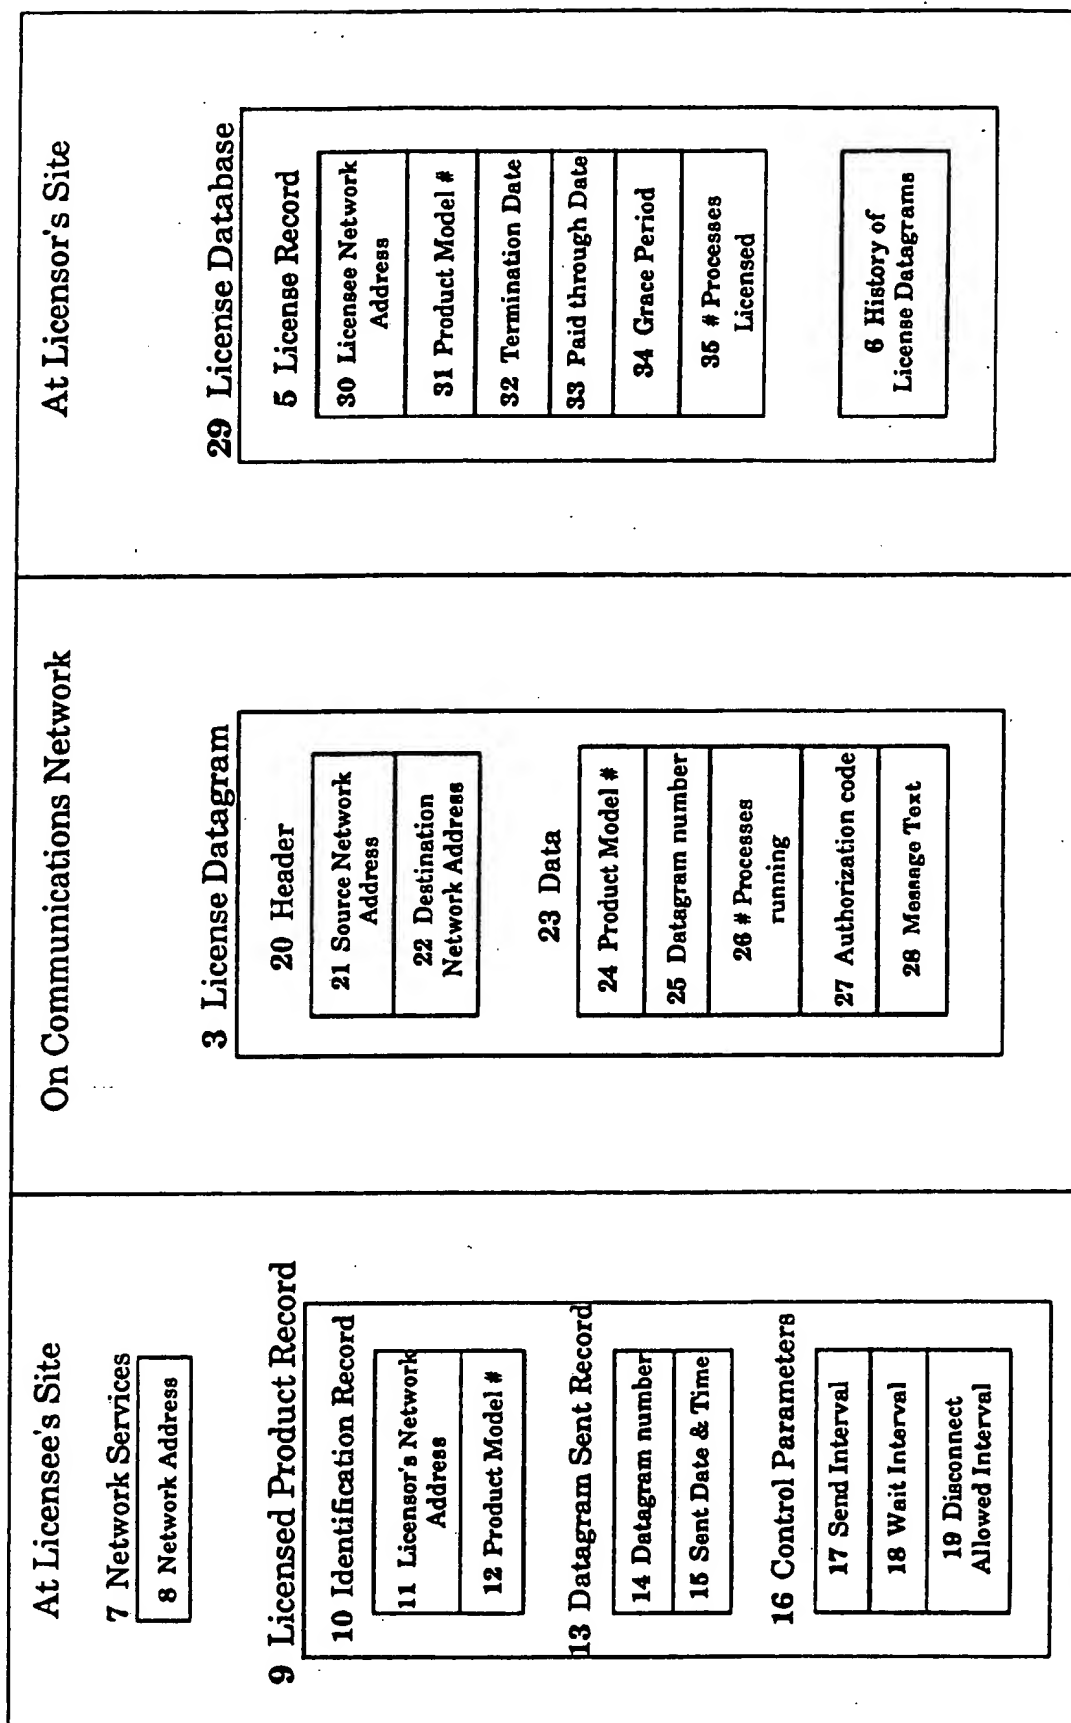 At Licensee's Site
7 Network Services
8 Network Address
9 Licensed Product Record
10 Identification Record
11 Licensor's Network
Address
12 Product Model #
13 Datagram Sent Record
14 Datagram number
15 Sent Date & Time
16 Control Parameters
17 Send Interval
18 Wait Interval
19 Disconnect
Allowed Interval
On Communications Network
3 License Datagram
20 Header
21 Source Network
Address
22 Destination
Network Address
23 Data
24 Product Model #
25 Datagram number
26 # Processes
running
27 Authorization code
28 Message Text
At Licensor's Site
29 License Database
5 License Record
30 Licensee Network
Address
31 Product Model #
32 Termination Date
33 Paid through Date
34 Grace Period
35 # Processes
Licensed
6 History of
License Datagrams